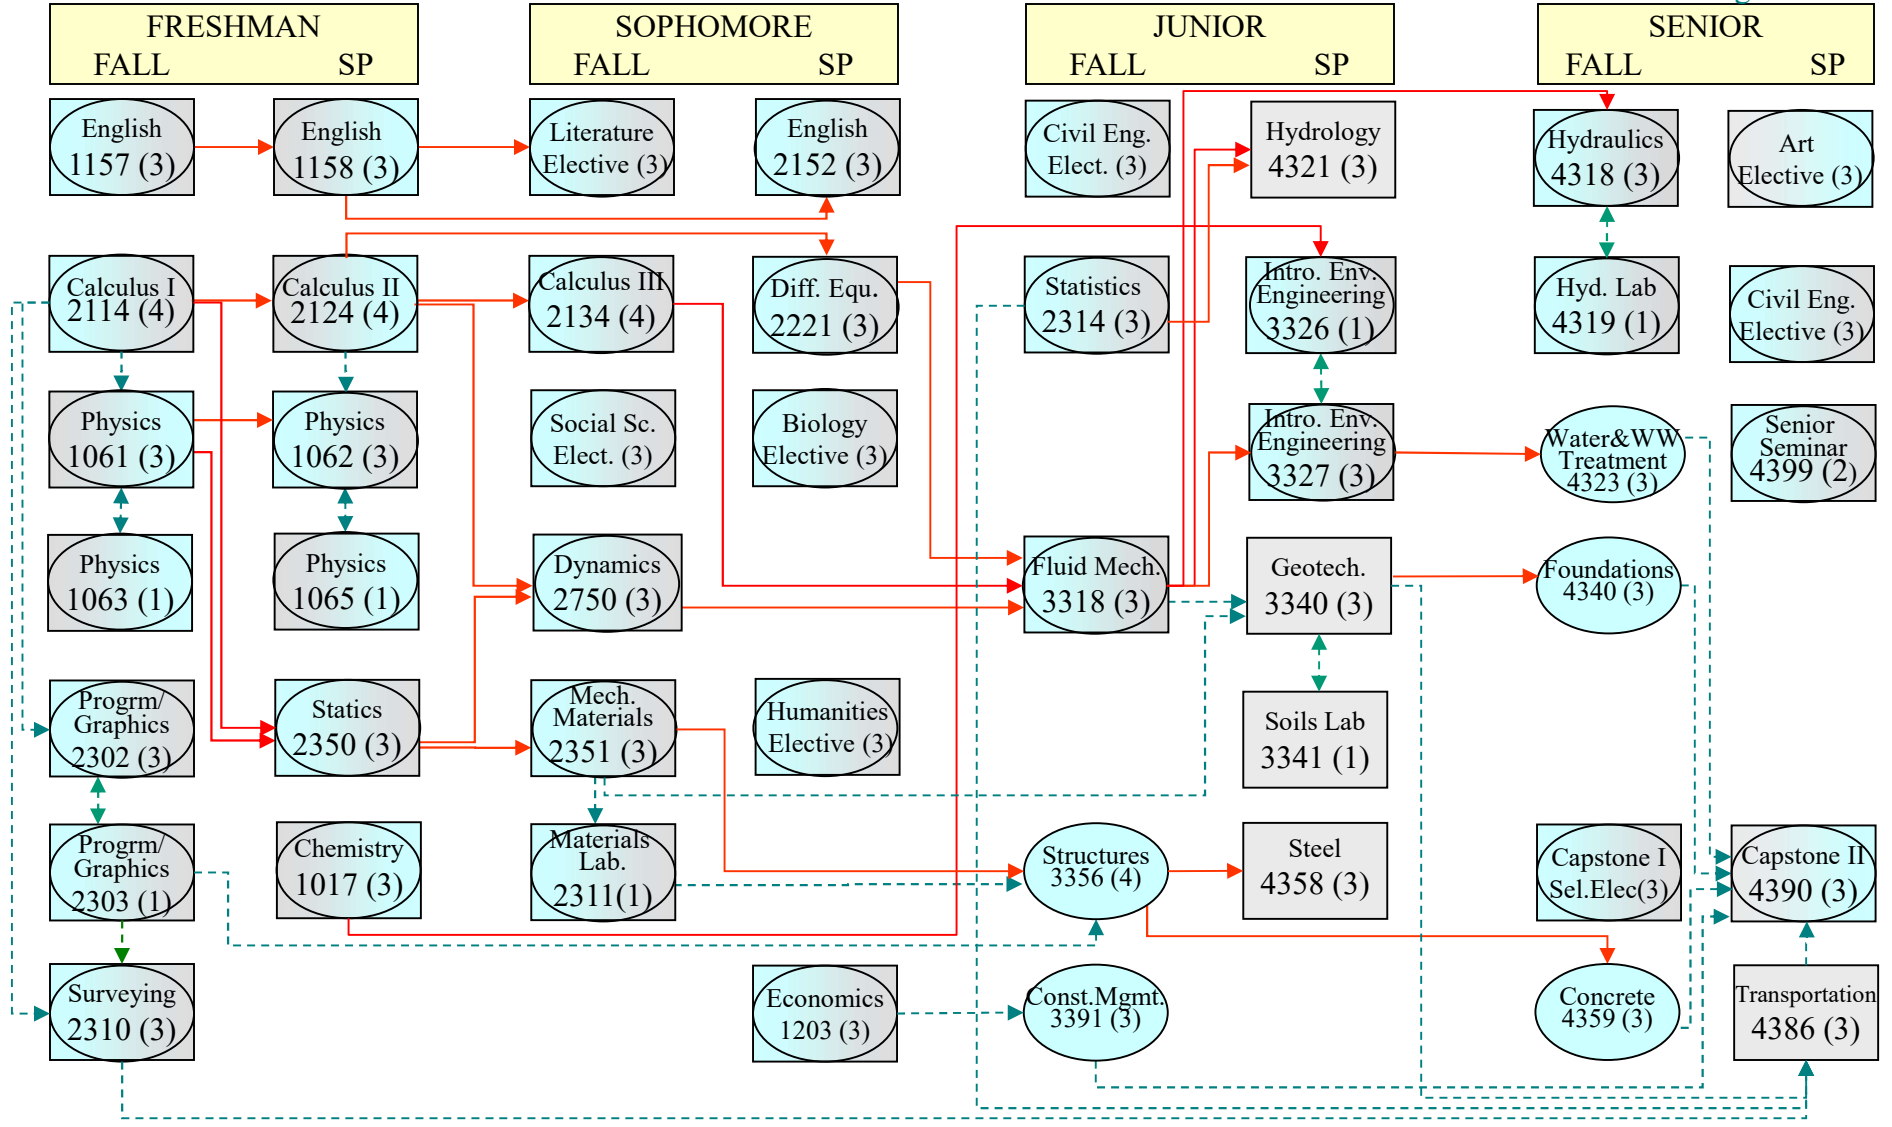 FRESHMAN
FALL SP
SOPHOMORE
FALL SP
JUNIOR
FALL SP
SENIOR
FALL SP
English
1157 (3)
English
1158 (3)
Literature
Elective (3)
English
2152 (3)
Civil Eng.
Elect. (3)
Hydrology
4321 (3)
Hydraulics
4318 (3)
Art
Elective (3)
Calculus I
2114 (4)
Calculus II
2124 (4)
Calculus III
2134 (4)
Diff. Equ.
2221 (3)
Statistics
2314 (3)
Intro. Env.
Engineering
3326 (1)
Hyd. Lab
4319 (1)
Civil Eng.
Elective (3)
Physics
1061 (3)
Physics
1062 (3)
Social Sc.
Elect. (3)
Biology
Elective (3)
Intro. Env.
Engineering
3327 (3)
Water&WW
Treatment
4323 (3)
Senior
Seminar
4399 (2)
Physics
1063 (1)
Physics
1065 (1)
Dynamics
2750 (3)
Fluid Mech.
3318 (3)
Geotech.
3340 (3)
Foundations
4340 (3)
Progrm/
Graphics
2302 (3)
Statics
2350 (3)
Mech.
Materials
2351 (3)
Humanities
Elective (3)
Soils Lab
3341 (1)
Progrm/
Graphics
2303 (1)
Chemistry
1017 (3)
Materials
Lab.
2311(1)
Structures
3356 (4)
Steel
4358 (3)
Capstone I
Sel.Elec(3)
Capstone II
4390 (3)
Surveying
2310 (3)
Economics
1203 (3)
Const.Mgmt.
3391 (3)
Concrete
4359 (3)
Transportation
4386 (3)